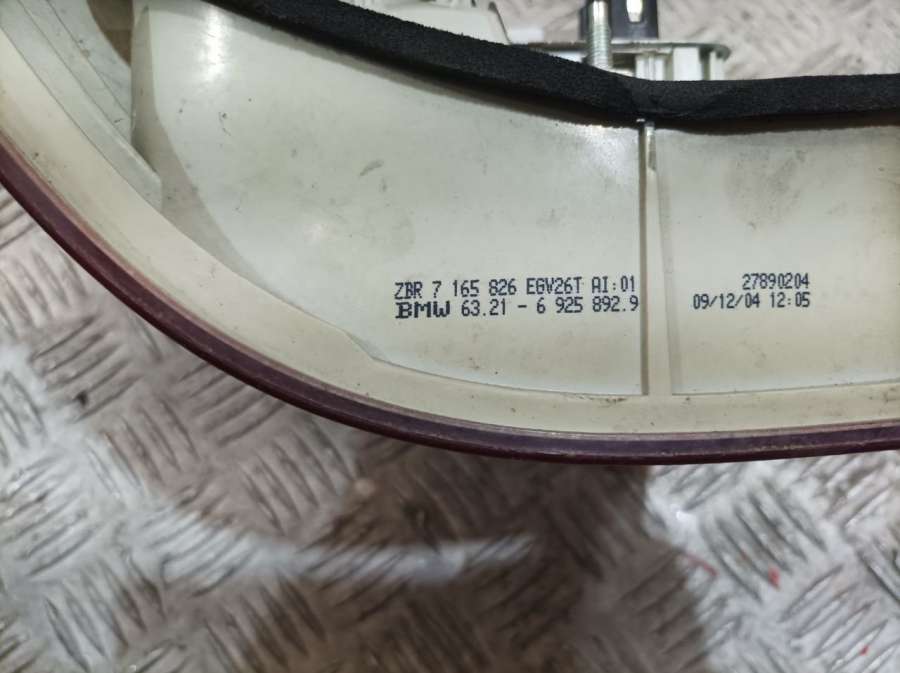 ZBR 7 165 826 EGV26T AI:01
BMW 63.21 - 6 925 892.9
27890204
09/12/04 12:05